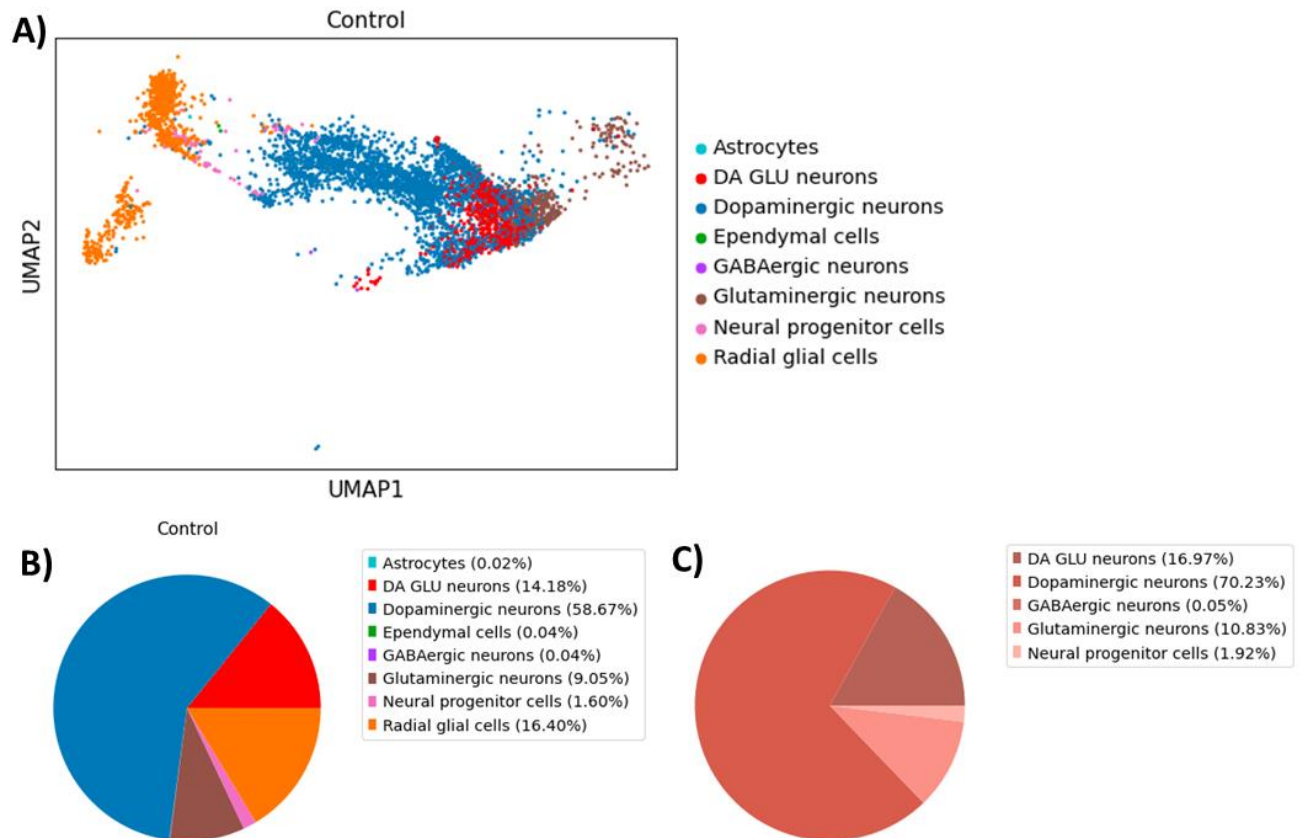 A)
Control
UMAP2
UMAP1
Astrocytes
DA GLU neurons
Dopaminergic neurons
Ependymal cells
GABAergic neurons
Glutaminergic neurons
Neural progenitor cells
Radial glial cells
B)
Control
Astrocytes (0.02%)
DA GLU neurons (14.18%)
Dopaminergic neurons (58.67%)
Ependymal cells (0.04%)
GABAergic neurons (0.04%)
Glutaminergic neurons (9.05%)
Neural progenitor cells (1.60%)
Radial glial cells (16.40%)
C)
DA GLU neurons (16.97%)
Dopaminergic neurons (70.23%)
GABAergic neurons (0.05%)
Glutaminergic neurons (10.83%)
Neural progenitor cells (1.92%)